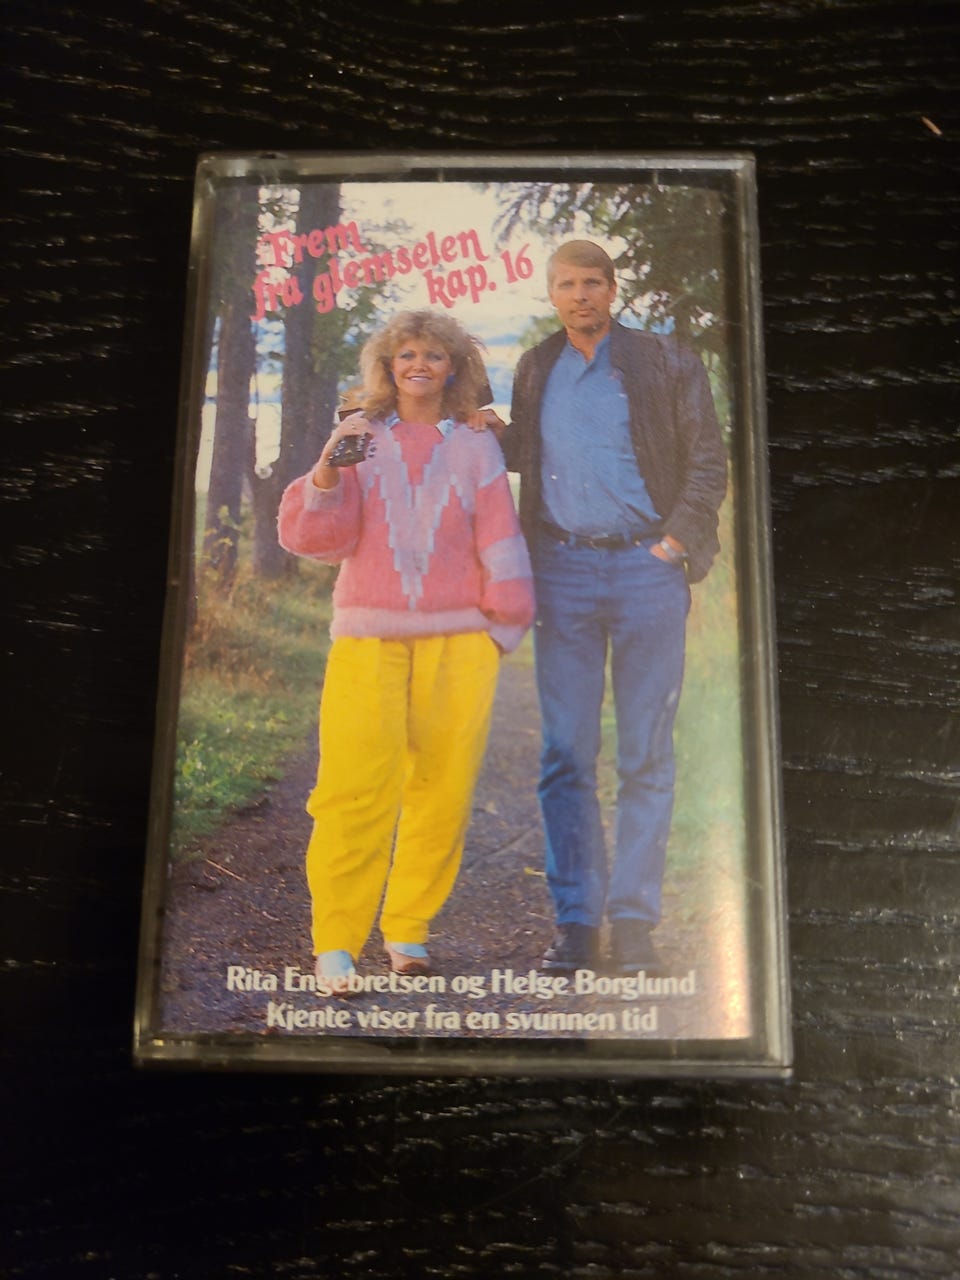 Frem
fra glemselen
kap. 16
Rita Engebretsen og Helge Borglund
Kjente viser fra en svunnen tid